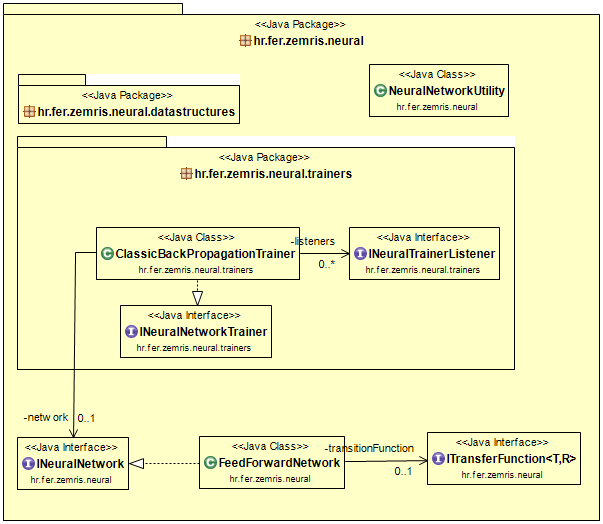 <<Java Package>>
hr.fer.zemris.neural
<<Java Package>>
hr.fer.zemris.neural.datastructures
<<Java Class>>
NeuralNetworkUtility
hr.fer.zemris.neural
<<Java Package>>
hr.fer.zemris.neural.trainers
<<Java Class>>
ClassicBackPropagationTrainer
hr.fer.zemris.neural.trainers
-listeners
0..*
<<Java Interface>>
INeuralTrainerListener
hr.fer.zemris.neural.trainers
<<Java Interface>>
INeuralNetworkTrainer
hr.fer.zemris.neural.trainers
-network
0..1
<<Java Interface>>
INeuralNetwork
hr.fer.zemris.neural
<<Java Class>>
FeedForwardNetwork
hr.fer.zemris.neural
-transitionFunction
0..1
<<Java Interface>>
ITransferFunction<T,R>
hr.fer.zemris.neural